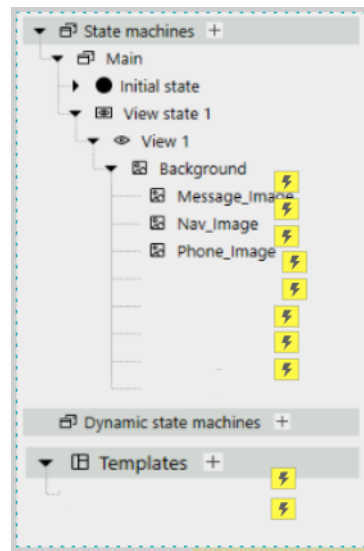 State machines +
Main
Initial state
View state 1
View 1
Background
Message_Image
Nav_Image
Phone_Image
Dynamic state machines +
Templates +